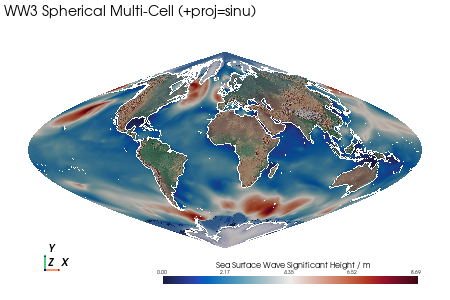 WW3 Spherical Multi-Cell (+proj=sinu)
Y
Z X
Sea Surface Wave Significant Height / m
0.00 2.17 4.35 6.52 8.69